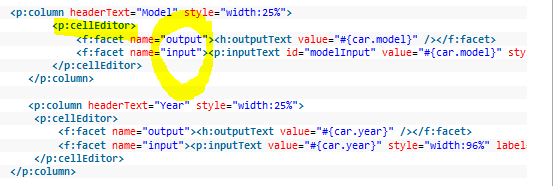 <p:column headerText="Model" style="width:25%">
<p:cellEditor>
<f:facet name="output"><h:outputText value="#{car.model}" /></f:facet>
<f:facet name="input"><p:inputText id="modelInput" value="#{car.model}" sty
</p:cellEditor>
</p:column>
<p:column headerText="Year" style="width:25%">
<p:cellEditor>
<f:facet name="output"><h:outputText value="#{car.year}" /></f:facet>
<f:facet name="input"><p:inputText value="#{car.year}" style="width:96%" label
</p:cellEditor>
</p:column>